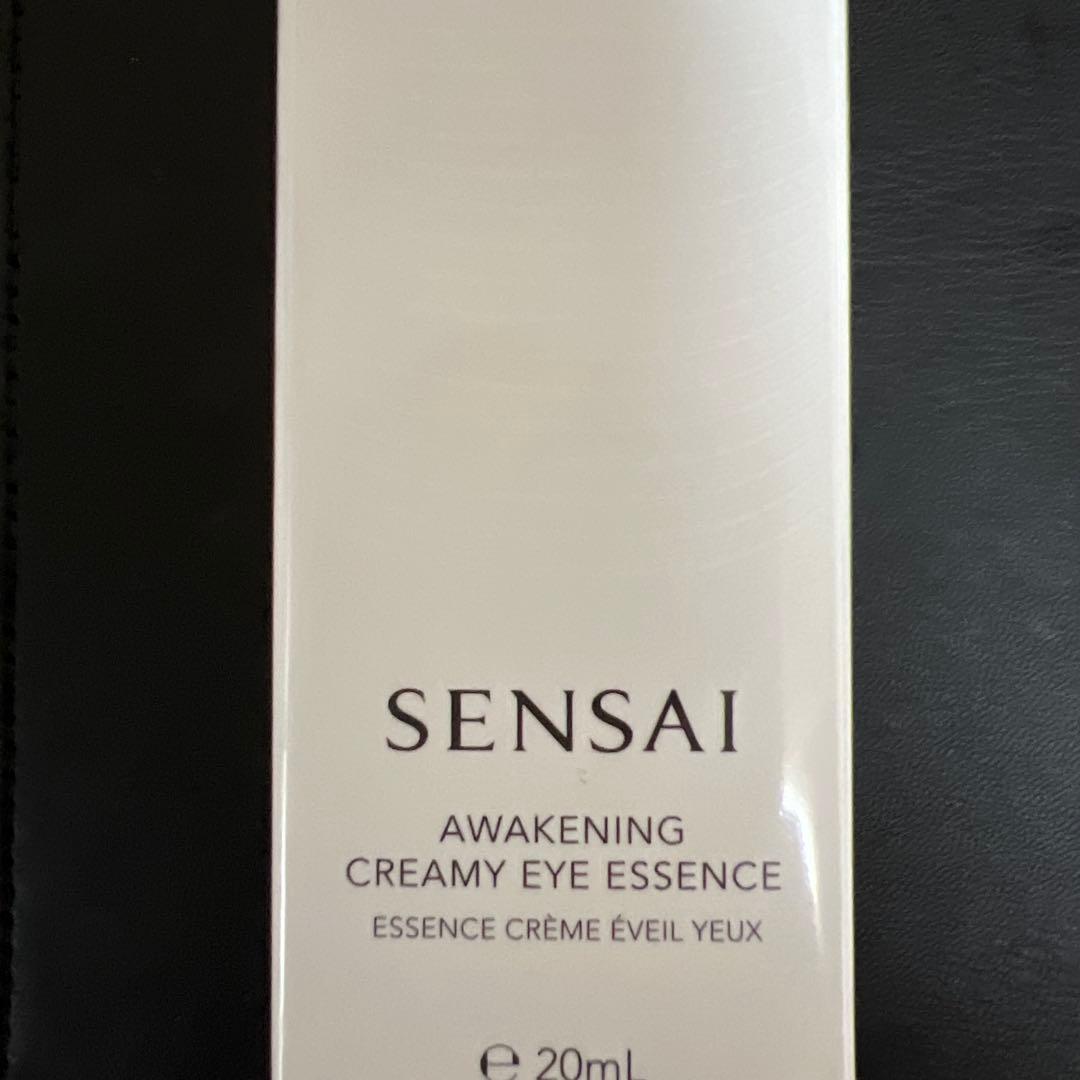 SENSAI
AWAKENING
CREAMY EYE ESSENCE
ESSENCE CRÈME ÉVEIL YEUX
℮ 20mL